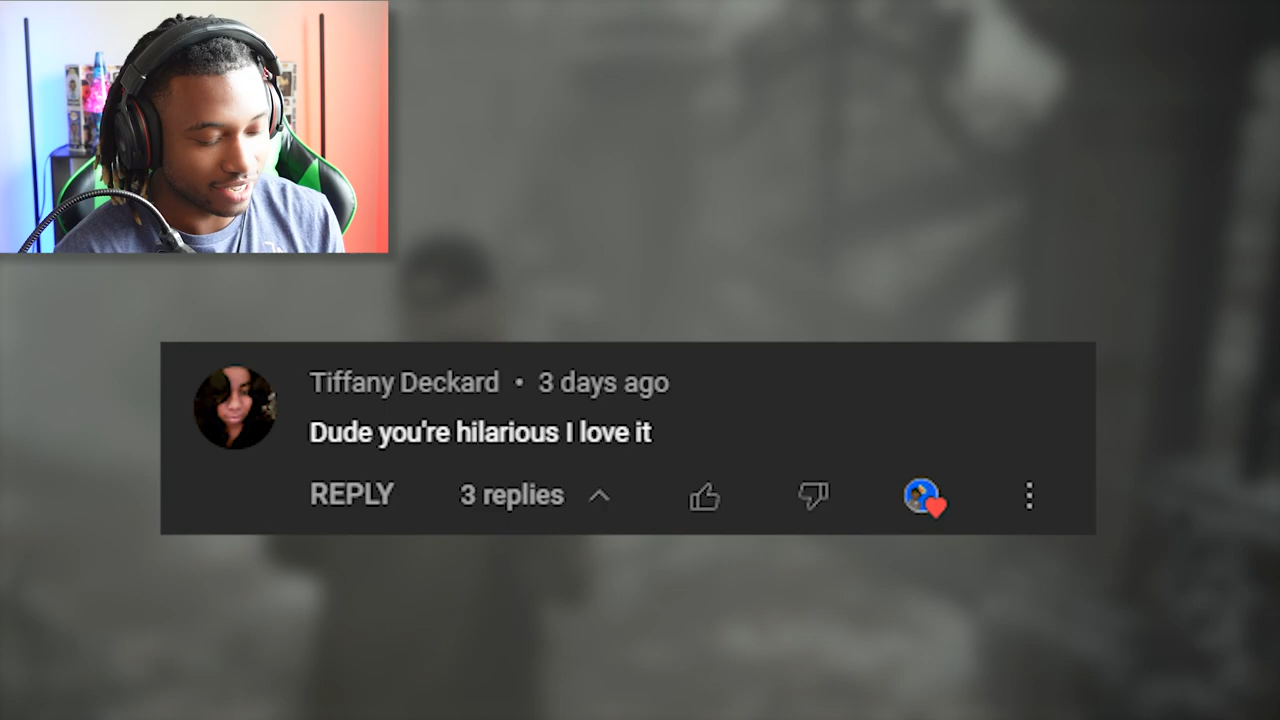 Tiffany Deckard • 3 days ago
Dude you're hilarious I love it
REPLY 3 replies